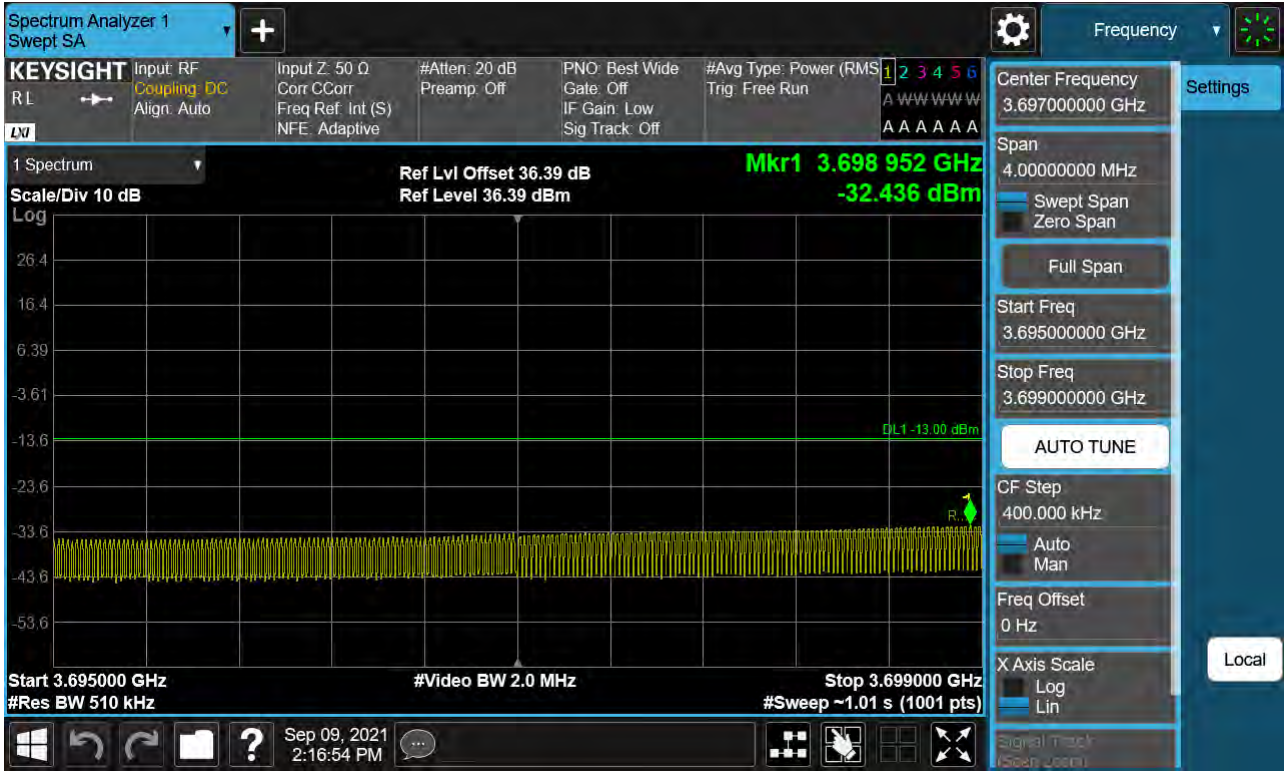 Spectrum Analyzer 1
Swept SA
+
Frequency
KEYSIGHT
RL
LXI
Input: RF
Coupling: DC
Align: Auto
Input Z: 50 Ω
Corr CCorr
Freq Ref: Int (S)
NFE: Adaptive
#Atten: 20 dB
Preamp: Off
PNO: Best Wide
Gate: Off
IF Gain: Low
Sig Track: Off
#Avg Type: Power (RMS
Trig: Free Run
1 2 3 4 5 6
A W W W W W
A A A A A A
1 Spectrum
Scale/Div 10 dB
Log
Ref Lvl Offset 36.39 dB
Ref Level 36.39 dBm
Mkr1 3.698 952 GHz
-32.436 dBm
26.4
16.4
6.39
-3.61
-13.6
-23.6
-33.6
-43.6
-53.6
DL1 -13.00 dBm
1
R...
Start 3.695000 GHz
#Res BW 510 kHz
#Video BW 2.0 MHz
Stop 3.699000 GHz
#Sweep ~1.01 s (1001 pts)
Center Frequency
3.697000000 GHz
Span
4.00000000 MHz
Swept Span
Zero Span
Full Span
Start Freq
3.695000000 GHz
Stop Freq
3.699000000 GHz
AUTO TUNE
CF Step
400.000 kHz
Auto
Man
Freq Offset
0 Hz
X Axis Scale
Log
Lin
Signal Track
(Span Zoom)
Settings
Local
?
Sep 09, 2021
2:16:54 PM